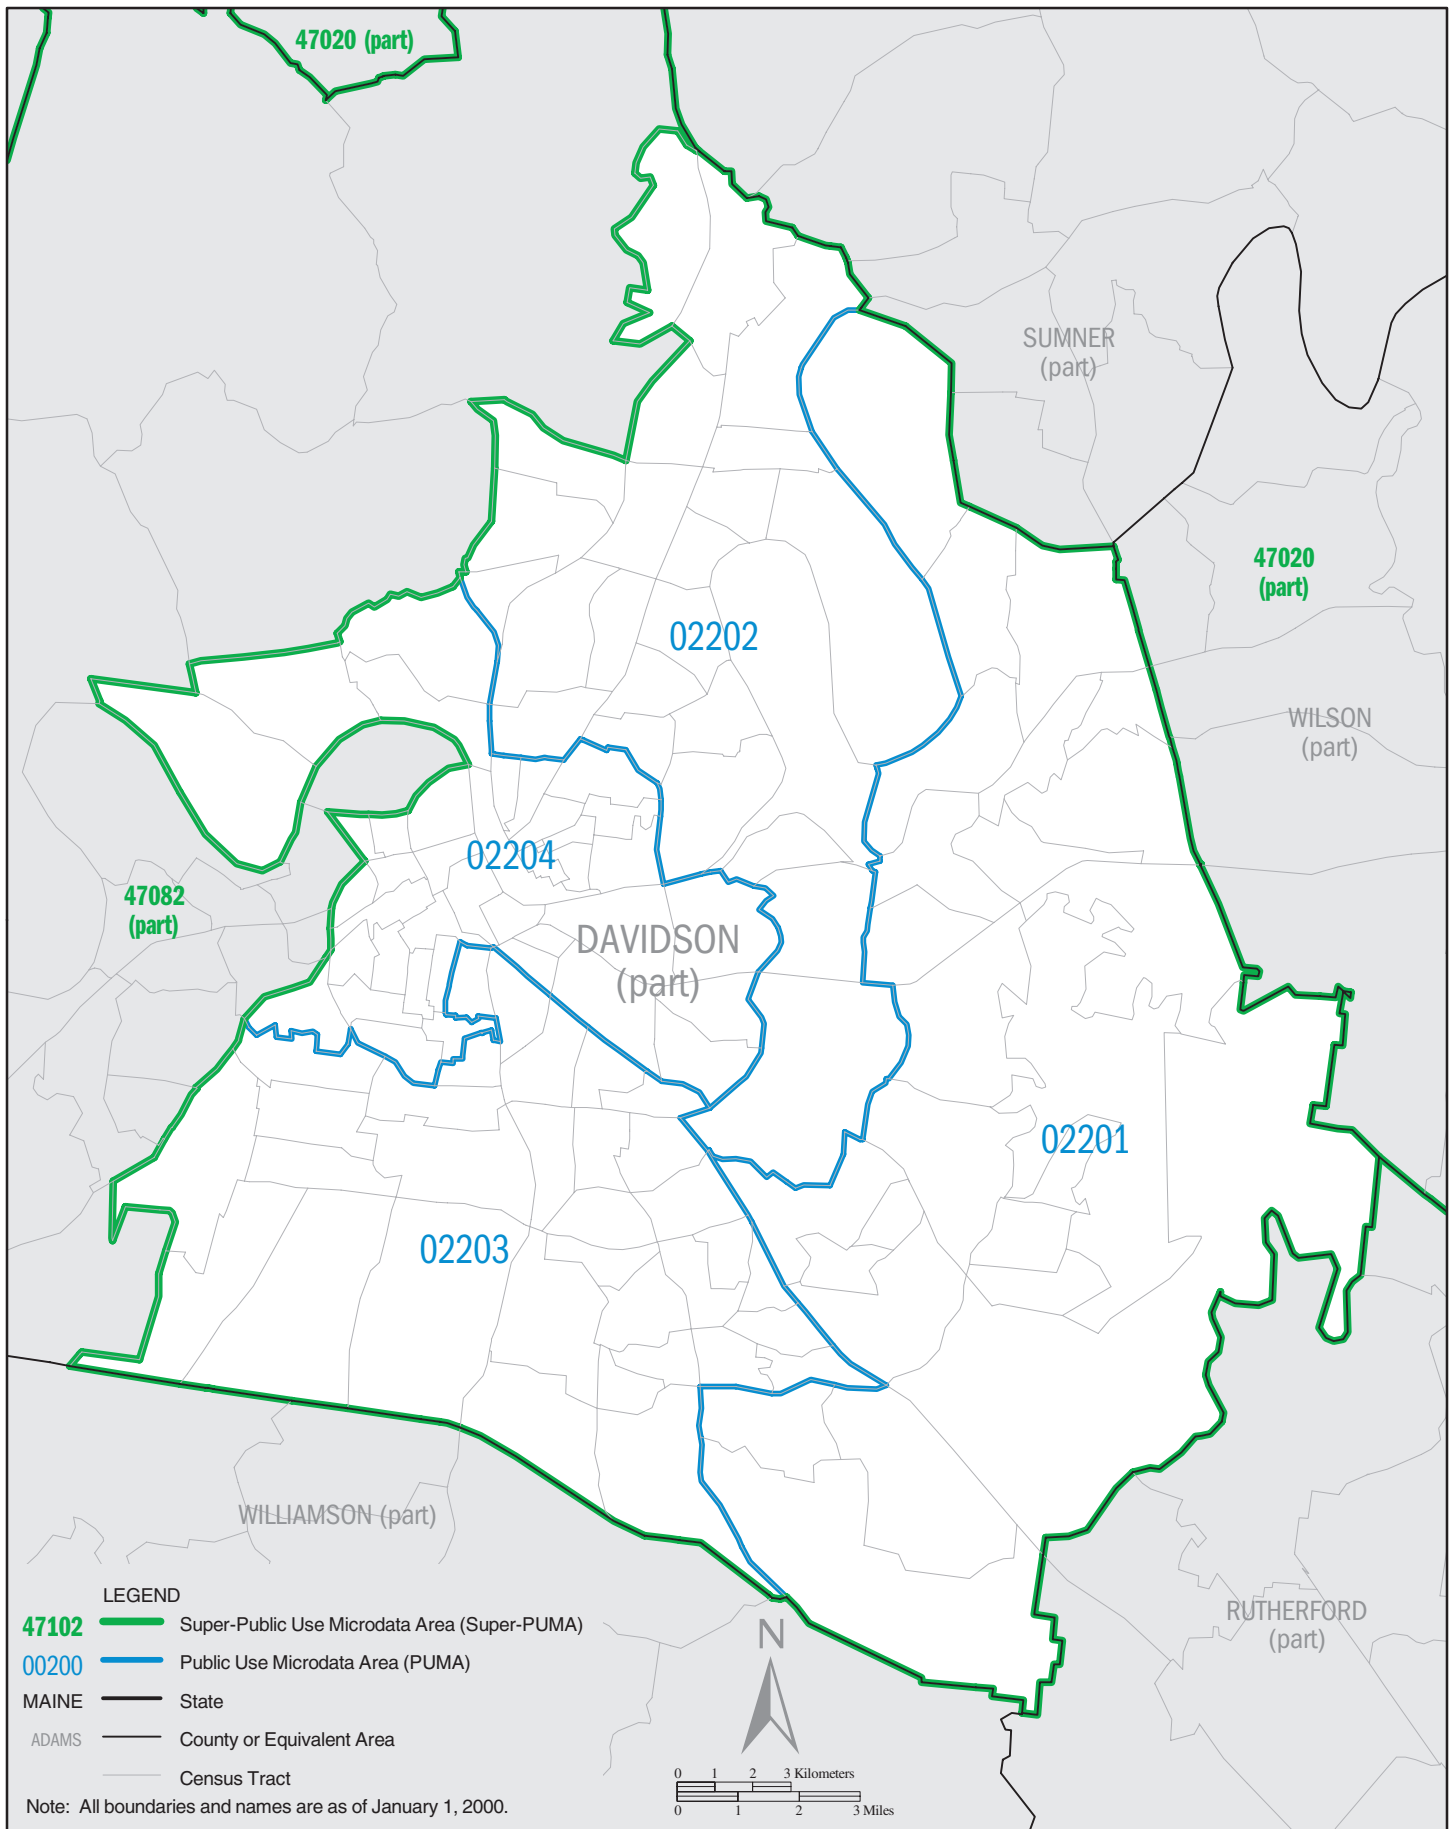 47020 (part)
SUMNER
(part)
47020
(part)
02202
WILSON
(part)
02204
47082
(part)
DAVIDSON
(part)
02201
02203
WILLIAMSON (part)
RUTHERFORD
(part)
LEGEND
47102 Super-Public Use Microdata Area (Super-PUMA)
00200 Public Use Microdata Area (PUMA)
MAINE State
ADAMS County or Equivalent Area
Census Tract
Note: All boundaries and names are as of January 1, 2000.
N
0 1 2 3 Kilometers
0 1 2 3 Miles